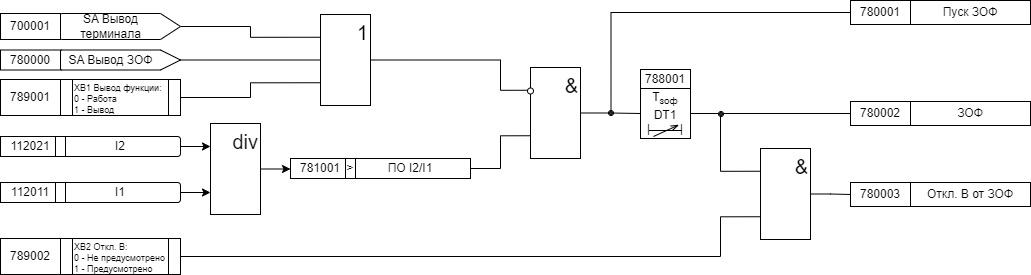 700001 SA Вывод терминала
780000 SA Вывод ЗОФ
789001 XB1 Вывод функции:
0 - Работа
1 - Вывод
1
112021 I2
112011 I1
div
781001 > ПО I2/I1
&
788001
Tзоф
DT1
780001 Пуск ЗОФ
780002 ЗОФ
&
780003 Откл. В от ЗОФ
789002 XB2 Откл. В:
0 - Не предусмотрено
1 - Предусмотрено